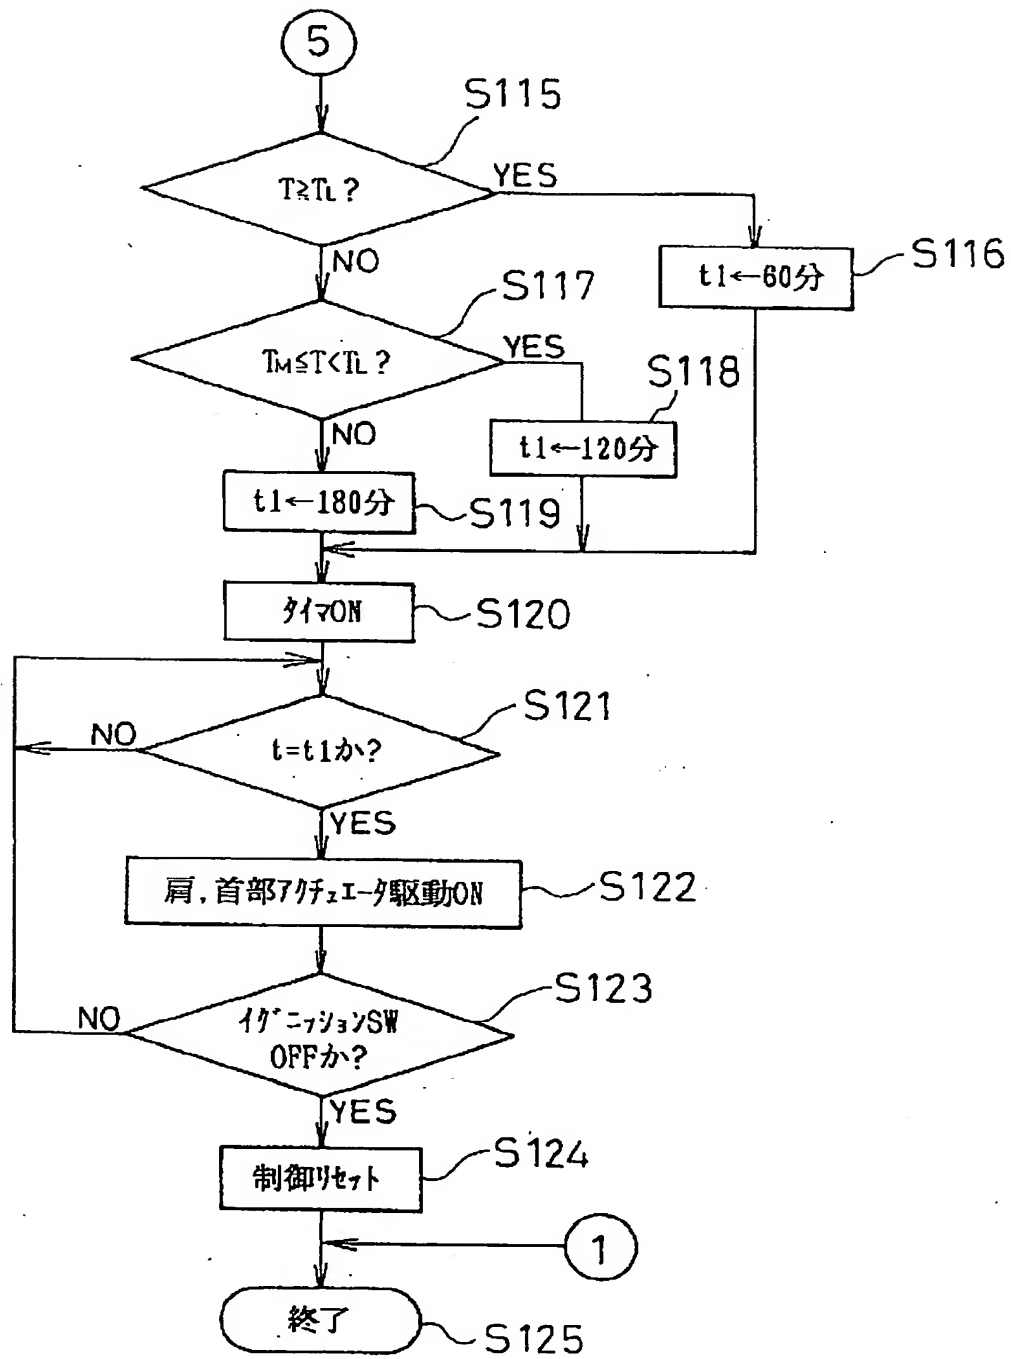 5
S115
T≧TL?
YES
NO
S116
t1←60分
S117
TM≦T<TL?
YES
NO
S118
t1←120分
t1←180分
S119
ﾀｲﾏON
S120
S121
t=t1か?
NO
YES
肩,首部ｱｸﾁｭｴｰﾀ駆動ON
S122
S123
ｲｸﾞﾆｯｼｮﾝSW
OFFか?
NO
YES
S124
制御ﾘｾｯﾄ
1
終了
S125